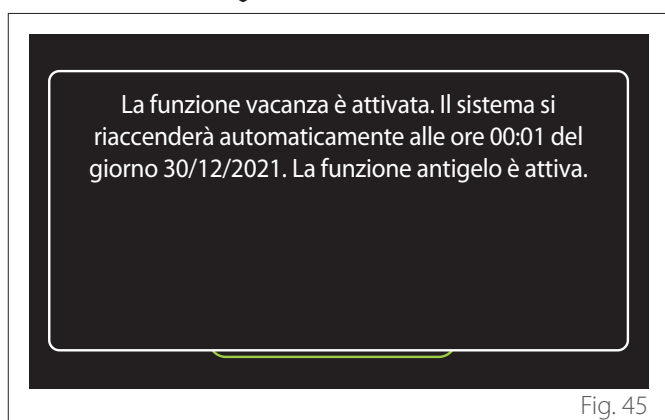 La funzione vacanza è attivata. Il sistema si
riaccenderà automaticamente alle ore 00:01 del
giorno 30/12/2021. La funzione antigelo è attiva.
Fig. 45